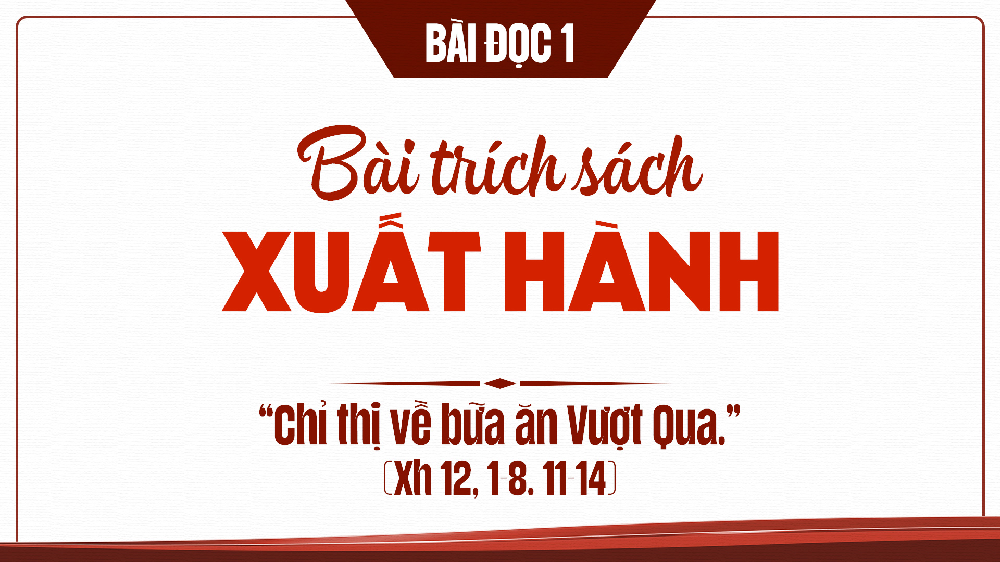 BÀI ĐỌC 1
Bài trích sách
XUẤT HÀNH
“Chỉ thị về bữa ăn Vượt Qua.”
(Xh 12, 1-8. 11-14)